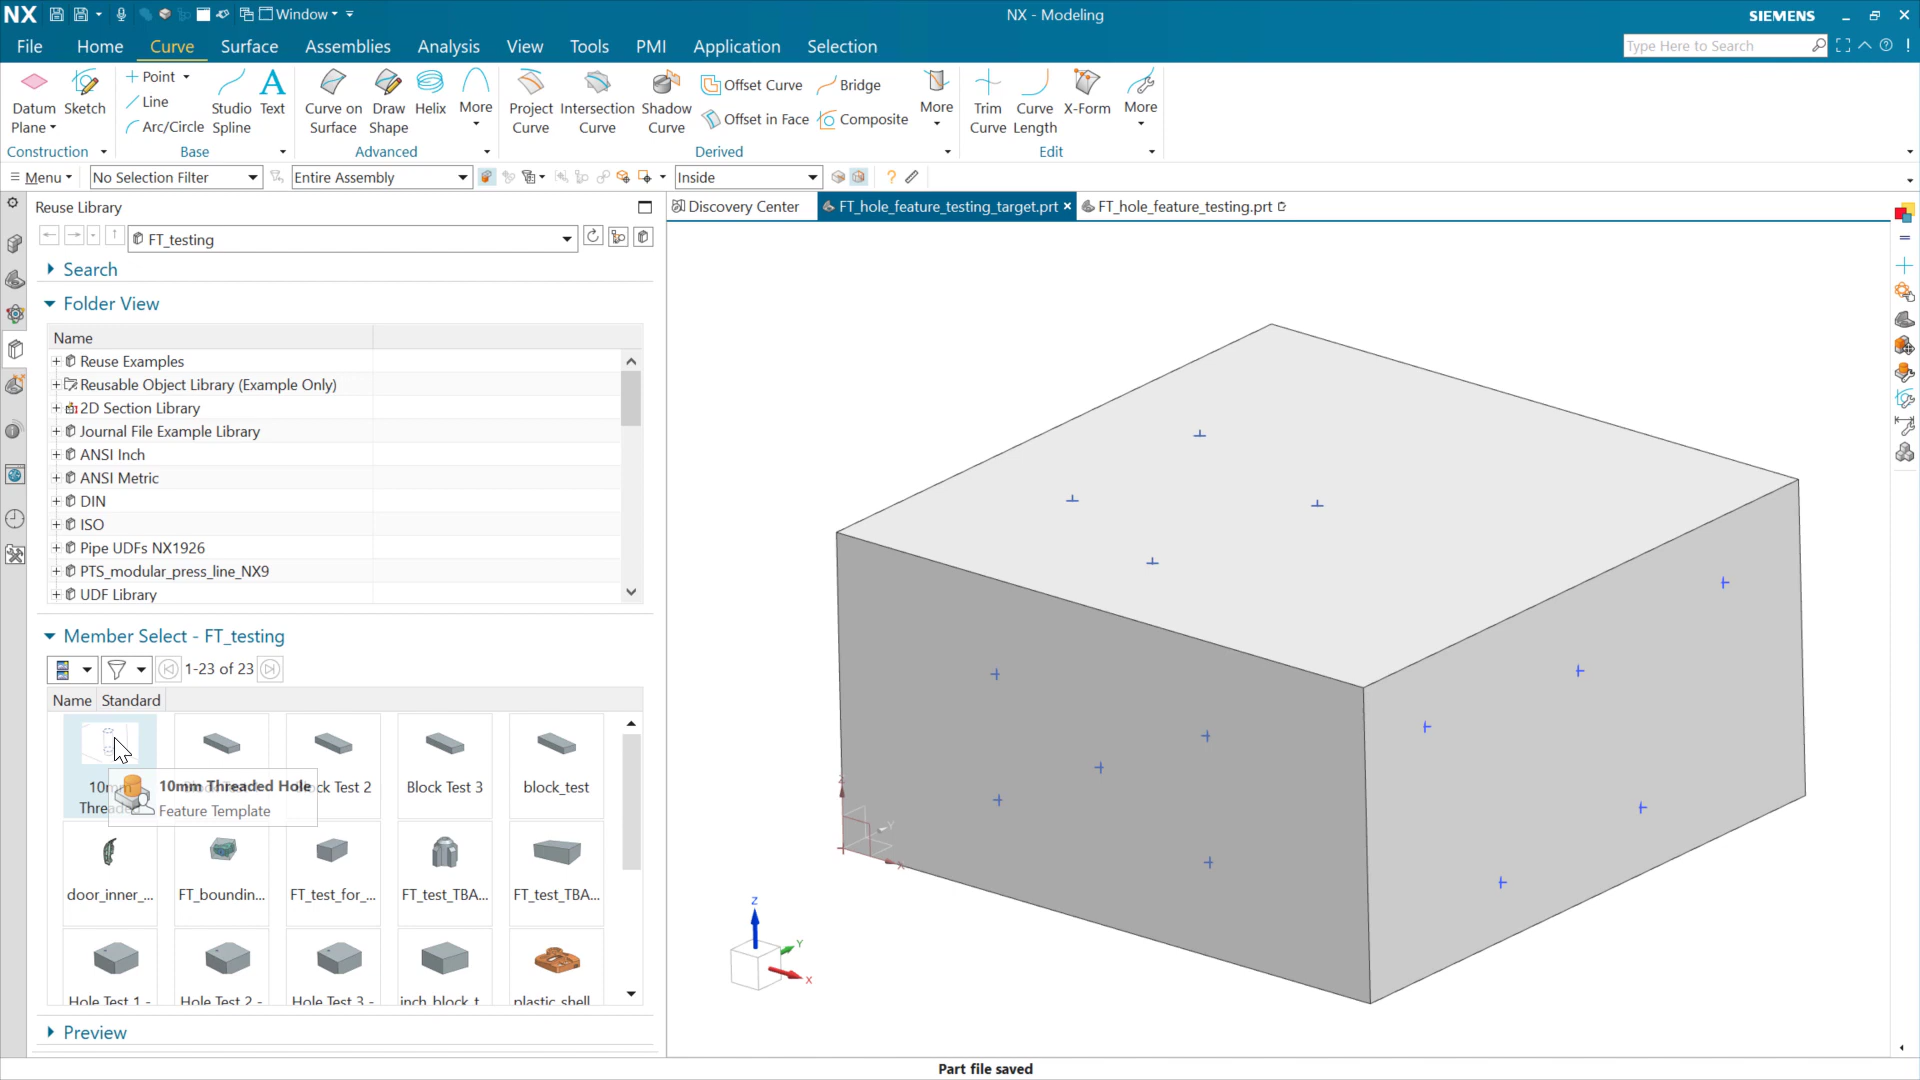 NX Window NX - Modeling SIEMENS
File Home Curve Surface Assemblies Analysis View Tools PMI Application Selection Type Here to Search
Datum Plane Sketch
Construction
Point
Line
Arc/Circle
Studio Spline Text
Base
Curve on Surface Draw Shape Helix More
Advanced
Project Curve Intersection Curve Shadow Curve
Offset Curve Bridge
Offset in Face Composite
More
Derived
Trim Curve Curve Length X-Form More
Edit
Menu No Selection Filter Entire Assembly Inside
Reuse Library
Discovery Center FT_hole_feature_testing_target.prt FT_hole_feature_testing.prt
FT_testing
Search
Folder View
Name
Reuse Examples
Reusable Object Library (Example Only)
2D Section Library
Journal File Example Library
ANSI Inch
ANSI Metric
DIN
ISO
Pipe UDFs NX1926
PTS_modular_press_line_NX9
UDF Library
Member Select - FT_testing
1-23 of 23
Name Standard
Block Test 3 block_test
10mm Threaded Hole
Feature Template
door_inner_... FT_boundin... FT_test_for_... FT_test_TBA... FT_test_TBA...
Hole Test 1 - Hole Test 2 - Hole Test 3 - inch_block_t plastic_shell
Preview
Z
Y
X
Z
Y
X
Part file saved